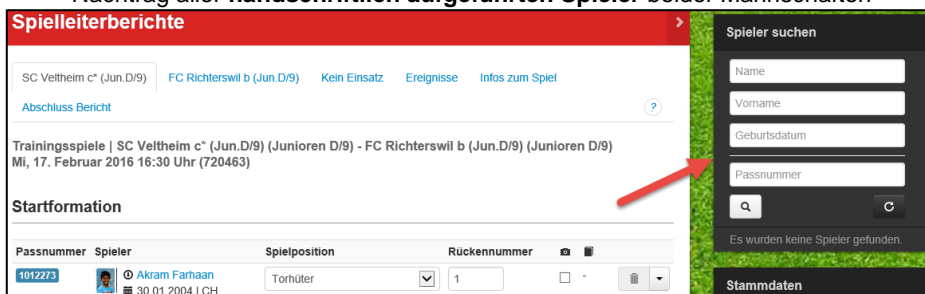 Nachtrag aller handschriftlich aufgeführten Spieler beider Mannschaften
Spielleiterberichte
SC Veltheim c* (Jun.D/9) FC Richterswil b (Jun.D/9) Kein Einsatz Ereignisse Infos zum Spiel
Abschluss Bericht ?
Trainingsspiele | SC Veltheim c* (Jun.D/9) (Junioren D/9) - FC Richterswil b (Jun.D/9) (Junioren D/9)
Mi, 17. Februar 2016 16:30 Uhr (720463)
Startformation
Passnummer Spieler Spielposition Rückennummer
1012273 Akram Farhaan Torhüter 1 -
30.01.2004 | CH
Spieler suchen
Name
Vorname
Geburtsdatum
Passnummer
Es wurden keine Spieler gefunden.
Stammdaten